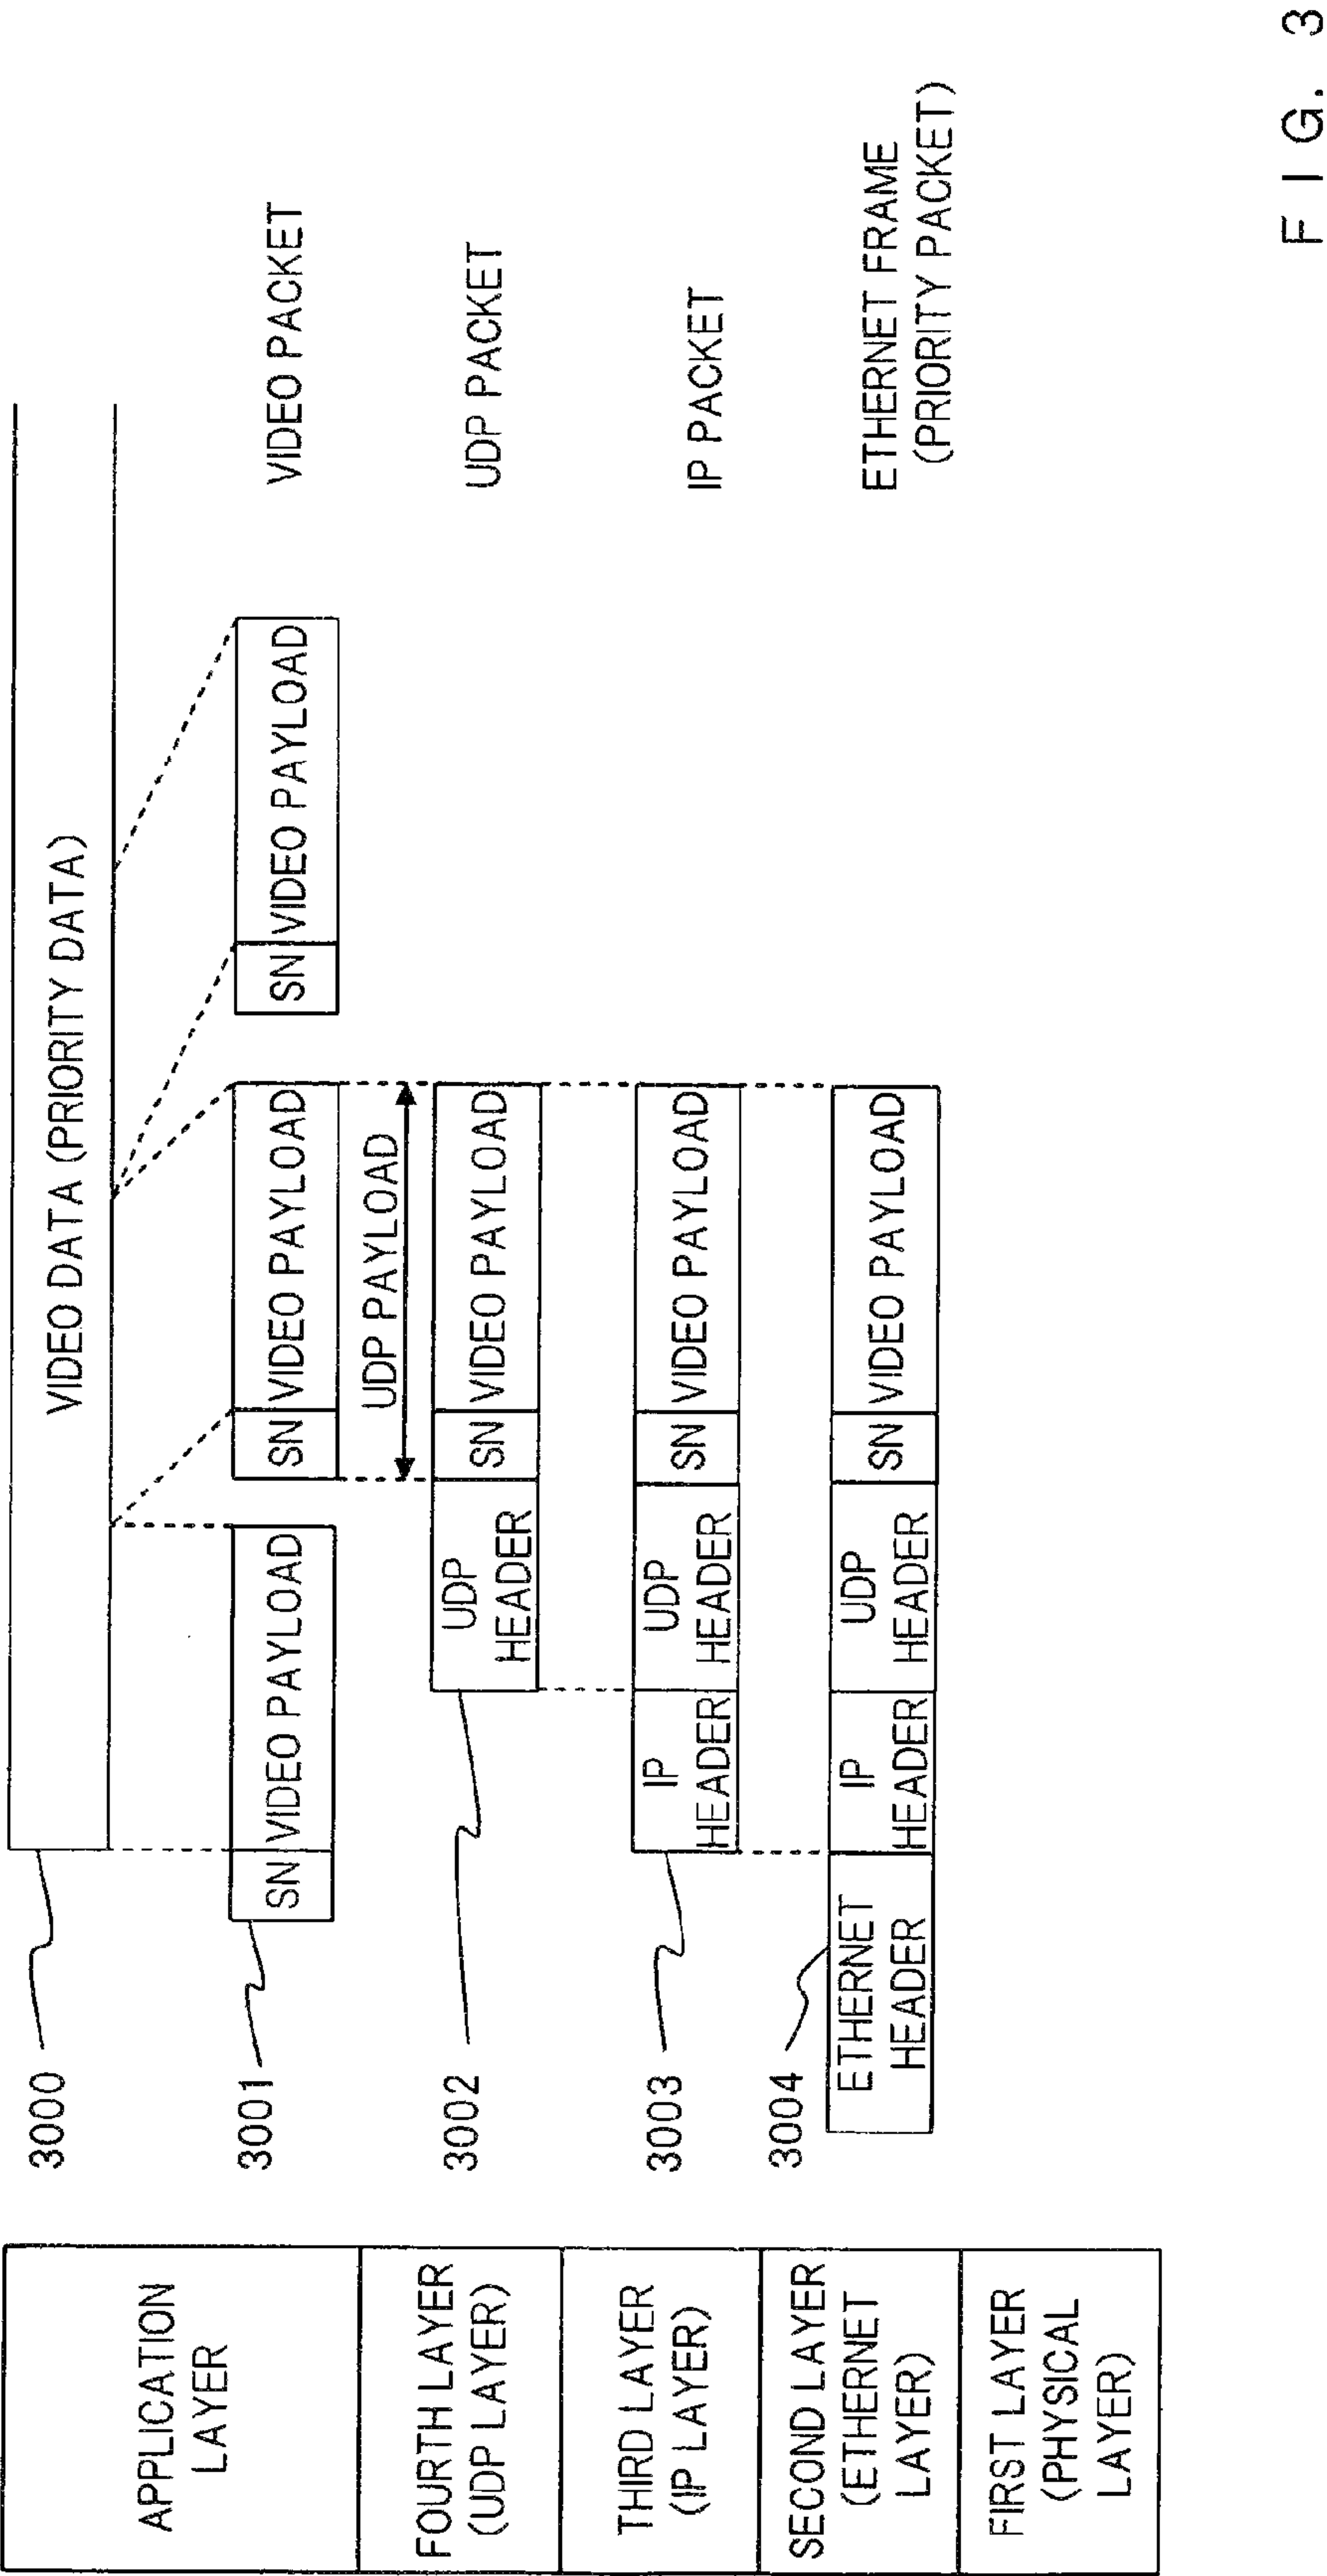 APPLICATION
LAYER
3000
VIDEO DATA (PRIORITY DATA)
3001
SN VIDEO PAYLOAD
SN VIDEO PAYLOAD
SN VIDEO PAYLOAD
VIDEO PACKET
UDP PAYLOAD
FOURTH LAYER
(UDP LAYER)
3002
UDP
HEADER
SN VIDEO PAYLOAD
UDP PACKET
THIRD LAYER
(IP LAYER)
3003
IP
HEADER
UDP
HEADER
SN VIDEO PAYLOAD
IP PACKET
SECOND LAYER
(ETHERNET
LAYER)
3004
ETHERNET
HEADER
IP
HEADER
UDP
HEADER
SN VIDEO PAYLOAD
ETHERNET FRAME
(PRIORITY PACKET)
FIRST LAYER
(PHYSICAL
LAYER)
FIG. 3